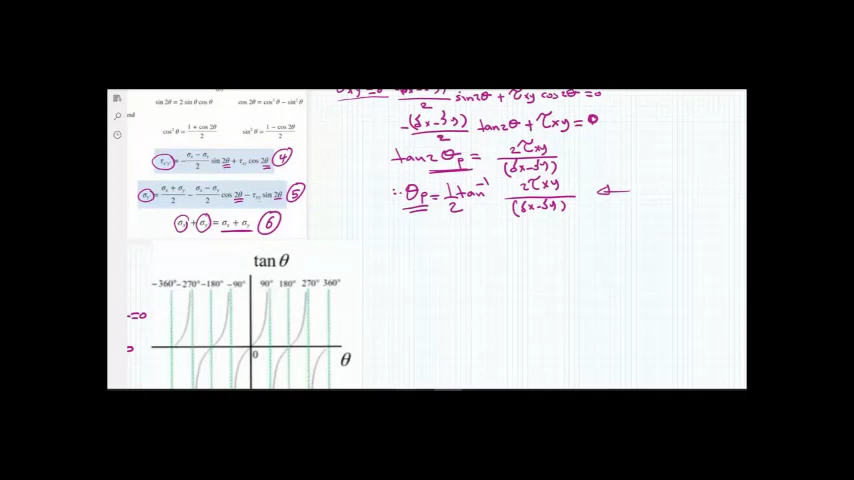 sin 2θ = 2 sin θ cos θ cos 2θ = cos² θ − sin² θ
cos² θ = (1 + cos 2θ)/2 sin² θ = (1 − cos 2θ)/2
τx'y' = −(σx − σy)/2 sin 2θ + τxy cos 2θ 4
σy' = (σx + σy)/2 − (σx − σy)/2 cos 2θ − τxy sin 2θ 5
σx' + σy' = σx + σy 6
tan θ
−360° −270° −180° −90° 90° 180° 270° 360°
0
θ
=0
sin2θ + τxy cos2θ = 0
−(σx−σy)/2 tan2θ + τxy = 0
tan2θp = 2τxy/(σx−σy)
∴ θp = 1/2 tan⁻¹ 2τxy/(σx−σy) ←